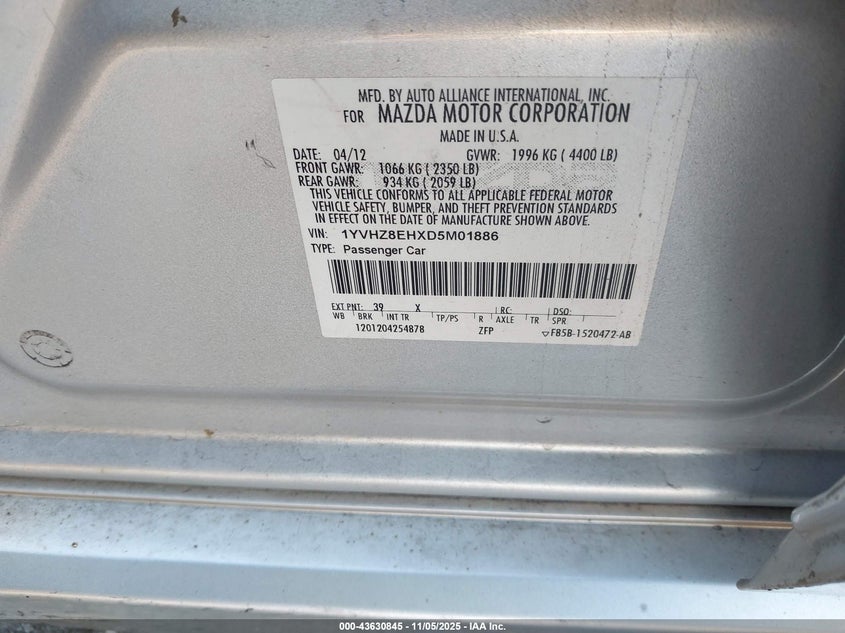 MFD. BY AUTO ALLIANCE INTERNATIONAL, INC.
FOR MAZDA MOTOR CORPORATION
MADE IN U.S.A.
DATE: 04/12 GVWR: 1996 KG ( 4400 LB)
FRONT GAWR: 1066 KG ( 2350 LB)
REAR GAWR: 934 KG ( 2059 LB)
THIS VEHICLE CONFORMS TO ALL APPLICABLE FEDERAL MOTOR
VEHICLE SAFETY, BUMPER, AND THEFT PREVENTION STANDARDS
IN EFFECT ON THE DATE OF MANUFACTURE SHOWN ABOVE.
VIN: 1YVHZ8EHXD5M01886
TYPE: Passenger Car
EXT PNT: 39 X RC: DSO:
WB BRK INT TR TP/PS R AXLE TR SPR
12012042548​78 ZFP ▽F85B-1520472-AB
000-43630845 - 11/05/2025 - IAA Inc.